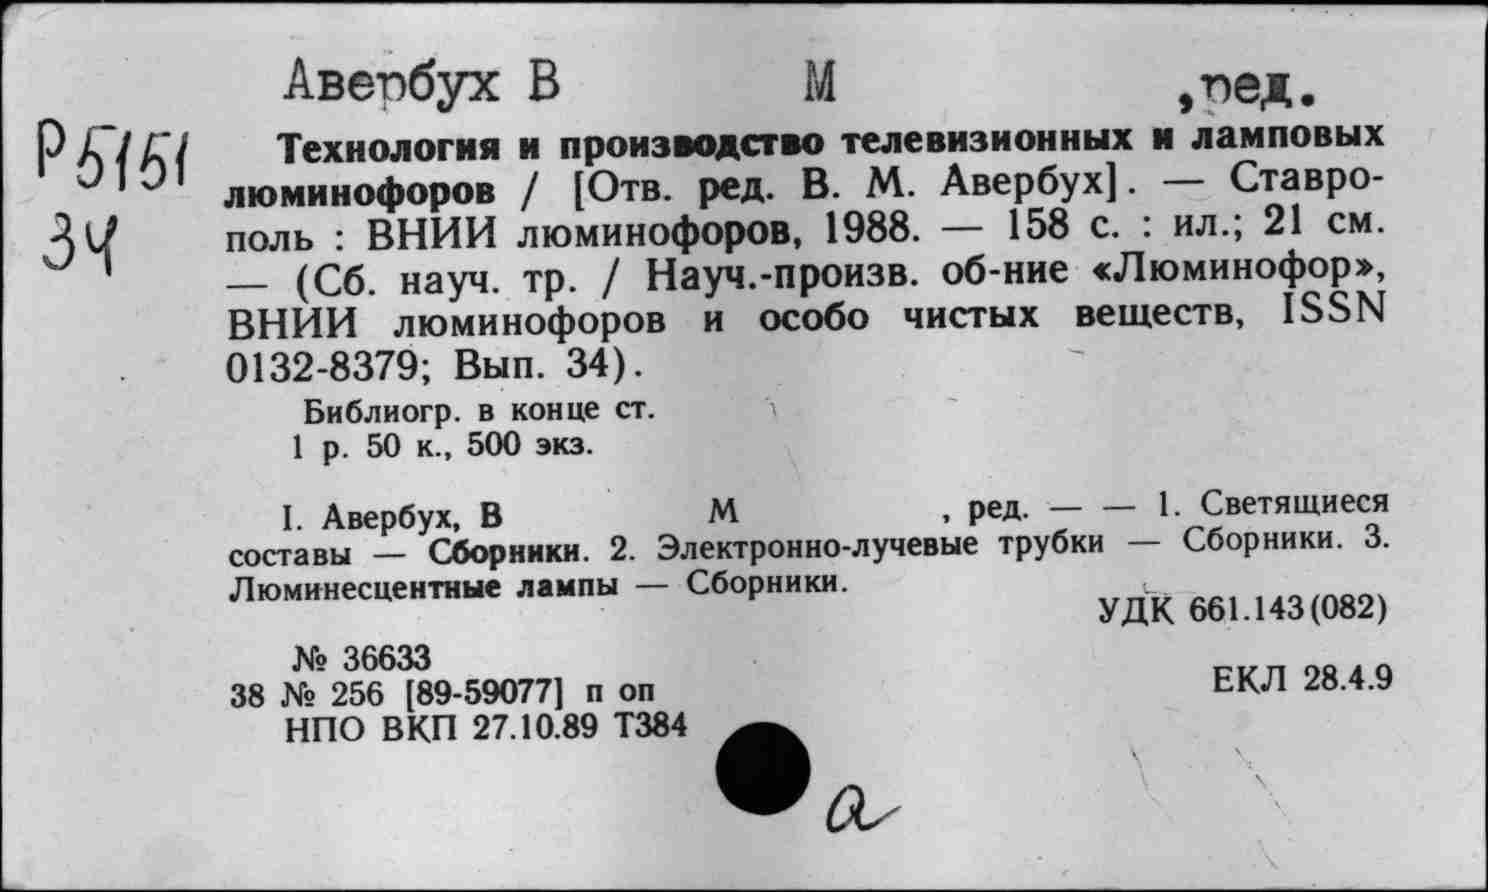 Авербух В М ,ред.
Р5151
34
Технология и производство телевизионных и ламповых
люминофоров / [Отв. ред. В. М. Авербух]. — Ставро-
поль : ВНИИ люминофоров, 1988. — 158 с. : ил.; 21 см.
— (Сб. науч. тр. / Науч.-произв. об-ние «Люминофор»,
ВНИИ люминофоров и особо чистых веществ, ISSN
0132-8379; Вып. 34).
Библиогр. в конце ст.
1 р. 50 к., 500 экз.
I. Авербух, В М , ред. — — 1. Светящиеся
составы — Сборники. 2. Электронно-лучевые трубки — Сборники. 3.
Люминесцентные лампы — Сборники.
УДК 661.143(082)
№ 36633
38 № 256 [89-59077] п оп
ЕКЛ 28.4.9
НПО ВКП 27.10.89 Т384
а